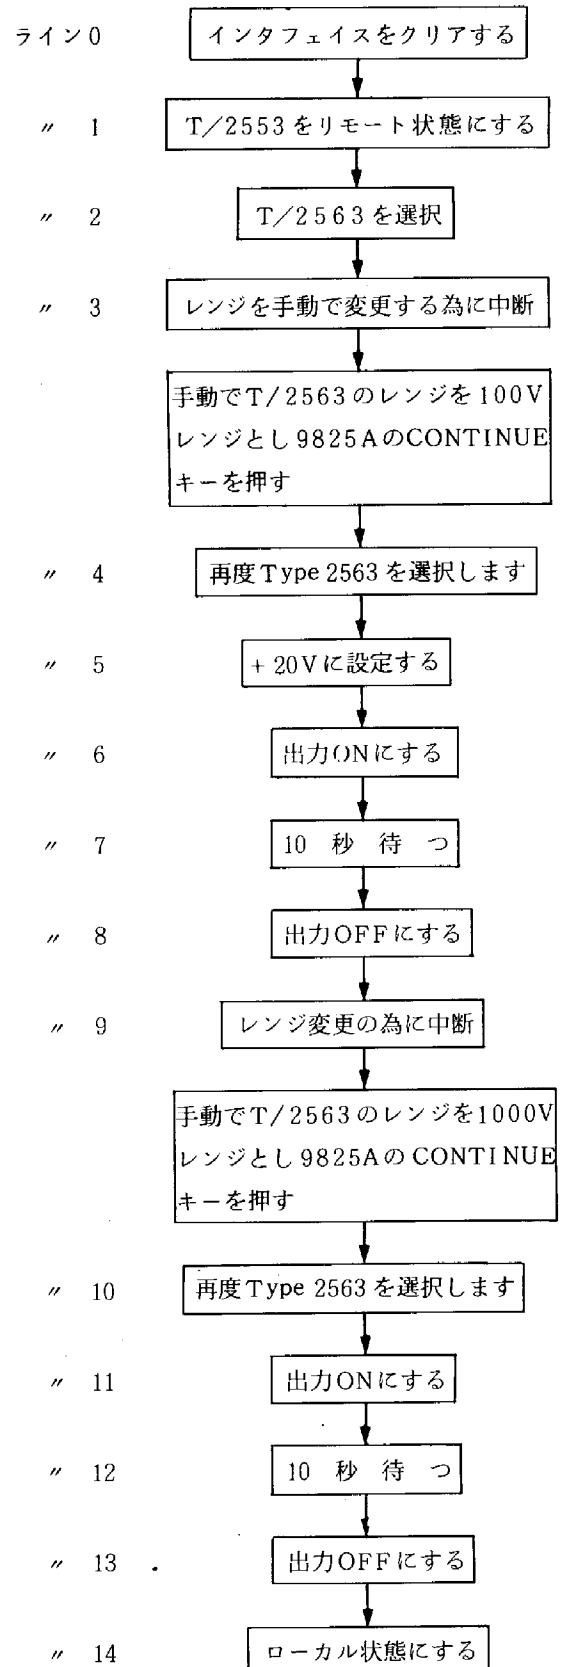 ライン0 インタフェイスをクリアする
〃 1 T/2553をリモート状態にする
〃 2 T/2563を選択
〃 3 レンジを手動で変更する為に中断
手動でT/2563のレンジを100V
レンジとし9825AのCONTINUE
キーを押す
〃 4 再度Type 2563を選択します
〃 5 +20Vに設定する
〃 6 出力ONにする
〃 7 10 秒 待 つ
〃 8 出力OFFにする
〃 9 レンジ変更の為に中断
手動でT/2563のレンジを1000V
レンジとし9825AのCONTINUE
キーを押す
〃 10 再度Type 2563を選択します
〃 11 出力ONにする
〃 12 10 秒 待 つ
〃 13 出力OFFにする
〃 14 ローカル状態にする